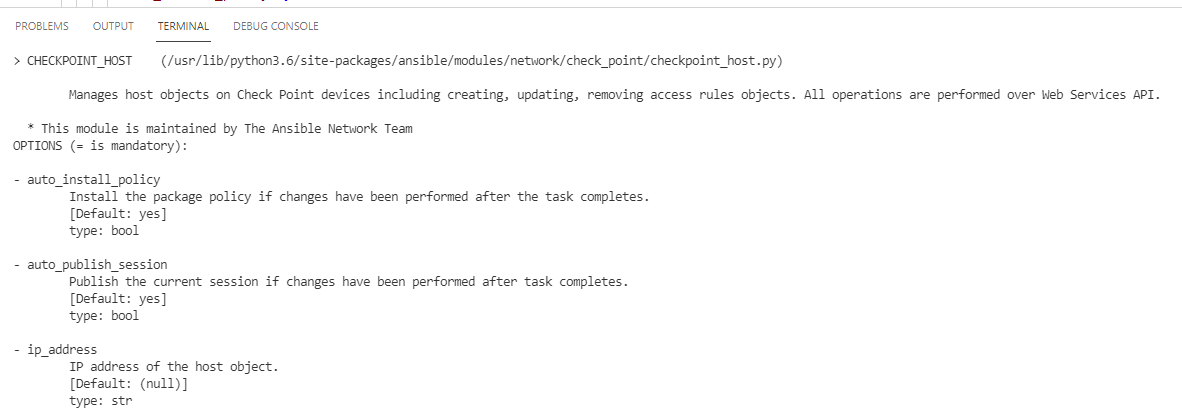 PROBLEMS OUTPUT TERMINAL DEBUG CONSOLE
> CHECKPOINT_HOST (/usr/lib/python3.6/site-packages/ansible/modules/network/check_point/checkpoint_host.py)
Manages host objects on Check Point devices including creating, updating, removing access rules objects. All operations are performed over Web Services API.
* This module is maintained by The Ansible Network Team
OPTIONS (= is mandatory):
- auto_install_policy
Install the package policy if changes have been performed after the task completes.
[Default: yes]
type: bool
- auto_publish_session
Publish the current session if changes have been performed after task completes.
[Default: yes]
type: bool
- ip_address
IP address of the host object.
[Default: (null)]
type: str